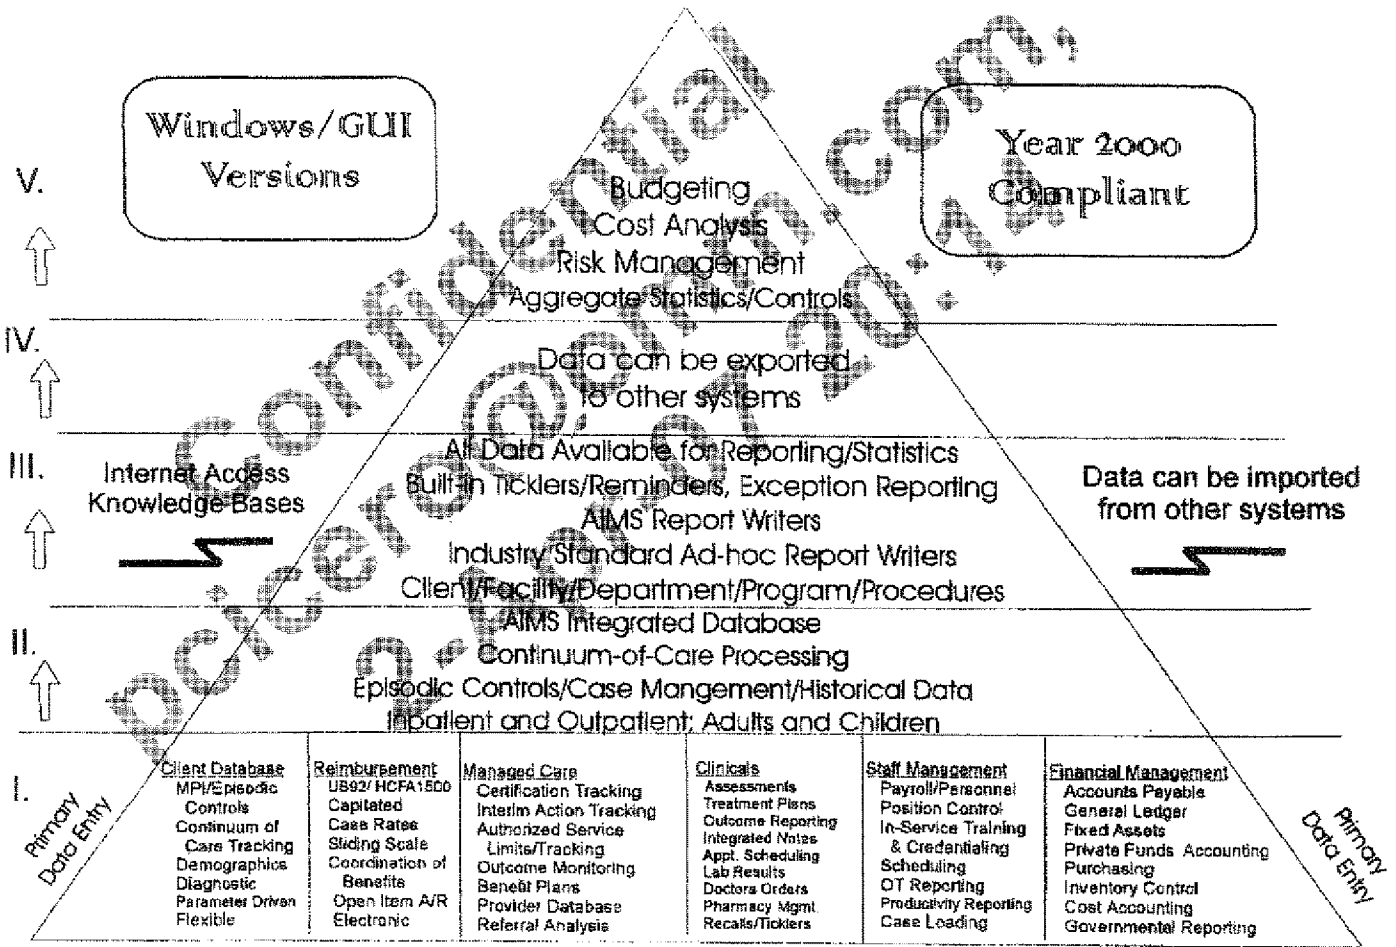 Windows/GUI
Versions
Year 2000
Compliant
V.
Budgeting
Cost Analysis
Risk Management
Aggregate Statistics/Controls
IV.
Data can be exported
to other systems
III.
Internet Access
Knowledge Bases
All Data Available for Reporting/Statistics
Built-in Ticklers/Reminders, Exception Reporting
AIMS Report Writers
Industry Standard Ad-hoc Report Writers
Client/Facility/Department/Program/Procedures
Data can be imported
from other systems
II.
AIMS Integrated Database
Continuum-of-Care Processing
Episodic Controls/Case Mangement/Historical Data
Inpatient and Outpatient; Adults and Children
I.
Primary
Data Entry
Client Database
MPI/Episodic
Controls
Continuum of
Care Tracking
Demographics
Diagnostic
Parameter Driven
Flexible
Reimbursement
UB92/ HCFA1500
Capitated
Case Rates
Sliding Scale
Coordination of
Benefits
Open Item A/R
Electronic
Managed Care
Certification Tracking
Interim Action Tracking
Authorized Service
Limits/Tracking
Outcome Monitoring
Benefit Plans
Provider Database
Referral Analysis
Clinicals
Assessments
Treatment Plans
Outcome Reporting
Integrated Notes
Appt. Scheduling
Lab Results
Doctors Orders
Pharmacy Mgmt.
Recalls/Ticklers
Staff Management
Payroll/Personnel
Position Control
In-Service Training
& Credentialing
Scheduling
OT Reporting
Productivity Reporting
Case Loading
Financial Management
Accounts Payable
General Ledger
Fixed Assets
Private Funds Accounting
Purchasing
Inventory Control
Cost Accounting
Governmental Reporting
Primary
Data Entry
Confidential
pcicero@pmm.com,
20:14